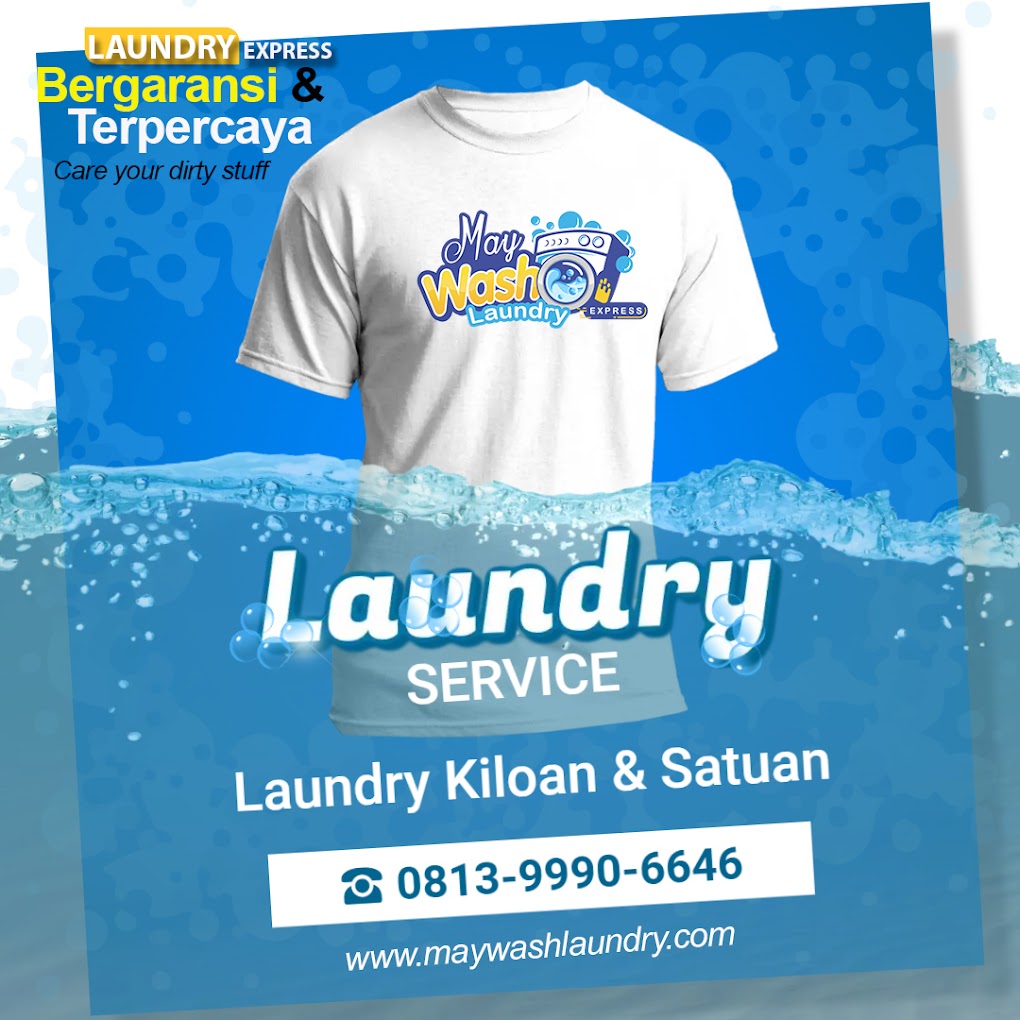 LAUNDRY EXPRESS
Bergaransi &
Terpercaya
Care your dirty stuff
May
Wash
Laundry
EXPRESS
Laundry
SERVICE
Laundry Kiloan & Satuan
0813-9990-6646
www.maywashlaundry.com